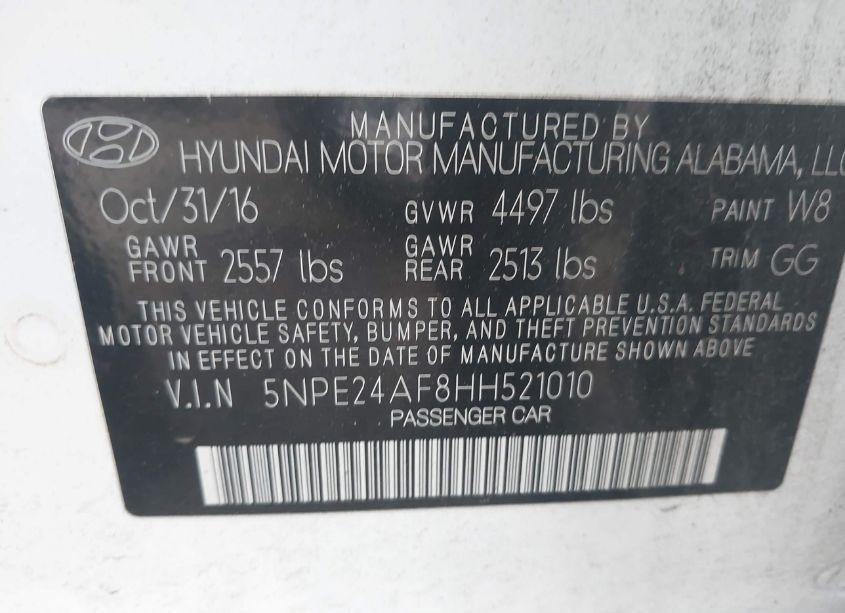 MANUFACTURED BY
HYUNDAI MOTOR MANUFACTURING ALABAMA, LLC
Oct/31/16 GVWR 4497 lbs PAINT W8
GAWR FRONT 2557 lbs GAWR REAR 2513 lbs TRIM GG
THIS VEHICLE CONFORMS TO ALL APPLICABLE U.S.A. FEDERAL
MOTOR VEHICLE SAFETY, BUMPER, AND THEFT PREVENTION STANDARDS
IN EFFECT ON THE DATE OF MANUFACTURE SHOWN ABOVE
V.I.N 5NPE24AF8HH521010
PASSENGER CAR